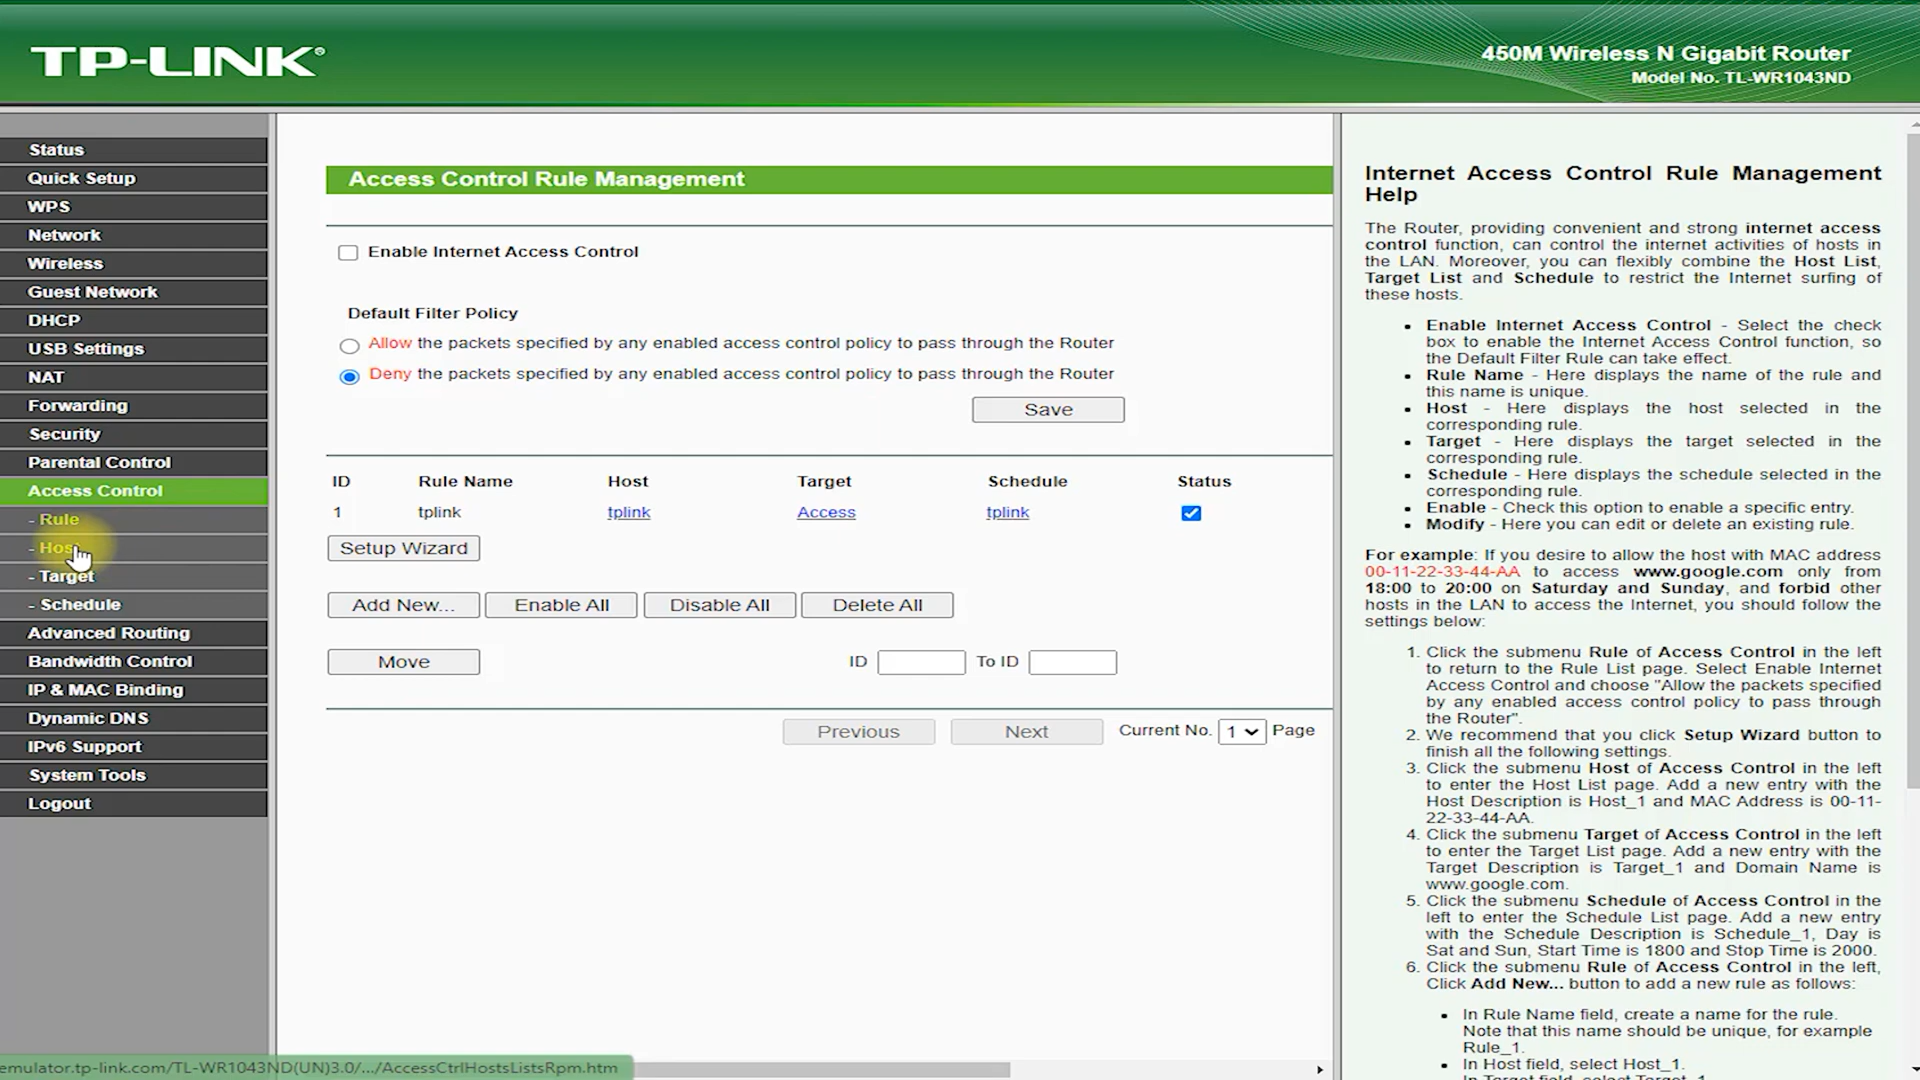 TP-LINK®
450M Wireless N Gigabit Router
Model No. TL-WR1043ND
Status
Quick Setup
WPS
Network
Wireless
Guest Network
DHCP
USB Settings
NAT
Forwarding
Security
Parental Control
Access Control
- Rule
- Host
- Target
- Schedule
Advanced Routing
Bandwidth Control
IP & MAC Binding
Dynamic DNS
IPv6 Support
System Tools
Logout
Access Control Rule Management
Enable Internet Access Control
Default Filter Policy
Allow the packets specified by any enabled access control policy to pass through the Router
Deny the packets specified by any enabled access control policy to pass through the Router
Save
ID Rule Name Host Target Schedule Status
1 tplink tplink Access tplink
Setup Wizard
Add New... Enable All Disable All Delete All
Move ID To ID
Previous Next Current No. 1 Page
Internet Access Control Rule Management
Help
The Router, providing convenient and strong internet access
control function, can control the internet activities of hosts in
the LAN. Moreover, you can flexibly combine the Host List,
Target List and Schedule to restrict the Internet surfing of
these hosts.
• Enable Internet Access Control - Select the check
box to enable the Internet Access Control function, so
the Default Filter Rule can take effect.
• Rule Name - Here displays the name of the rule and
this name is unique.
• Host - Here displays the host selected in the
corresponding rule.
• Target - Here displays the target selected in the
corresponding rule.
• Schedule - Here displays the schedule selected in the
corresponding rule.
• Enable - Check this option to enable a specific entry.
• Modify - Here you can edit or delete an existing rule.
For example: If you desire to allow the host with MAC address
00-11-22-33-44-AA to access www.google.com only from
18:00 to 20:00 on Saturday and Sunday, and forbid other
hosts in the LAN to access the Internet, you should follow the
settings below:
1. Click the submenu Rule of Access Control in the left
to return to the Rule List page. Select Enable Internet
Access Control and choose "Allow the packets specified
by any enabled access control policy to pass through
the Router".
2. We recommend that you click Setup Wizard button to
finish all the following settings.
3. Click the submenu Host of Access Control in the left
to enter the Host List page. Add a new entry with the
Host Description is Host_1 and MAC Address is 00-11-
22-33-44-AA.
4. Click the submenu Target of Access Control in the left
to enter the Target List page. Add a new entry with the
Target Description is Target_1 and Domain Name is
www.google.com.
5. Click the submenu Schedule of Access Control in the
left to enter the Schedule List page. Add a new entry
with the Schedule Description is Schedule_1, Day is
Sat and Sun, Start Time is 1800 and Stop Time is 2000.
6. Click the submenu Rule of Access Control in the left,
Click Add New... button to add a new rule as follows:
• In Rule Name field, create a name for the rule.
Note that this name should be unique, for example
Rule_1.
• In Host field, select Host_1.
In Target field, select Target_1.
emulator.tp-link.com/TL-WR1043ND(UN)3.0/.../AccessCtrlHostsListsRpm.htm